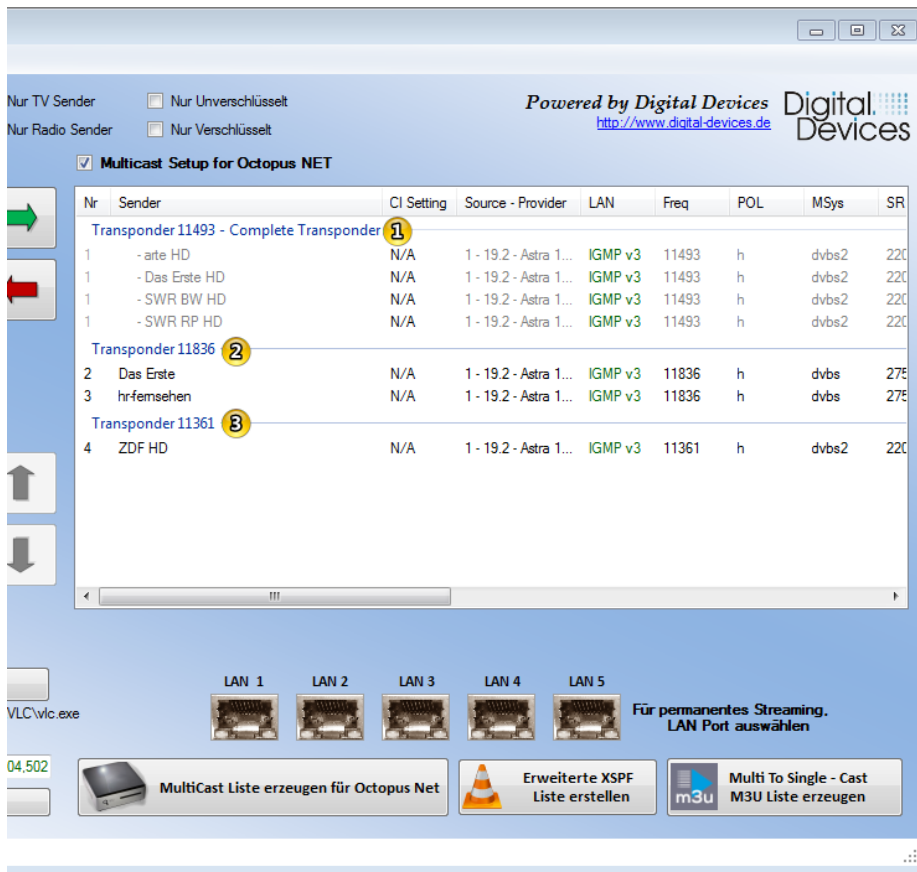 Nur TV Sender Nur Unverschlüsselt
Nur Radio Sender Nur Verschlüsselt
Powered by Digital Devices
http://www.digital-devices.de
Digital.
Devices
Multicast Setup for Octopus NET
Nr Sender CI Setting Source - Provider LAN Freq POL MSys SR
Transponder 11493 - Complete Transponder 1
1 - arte HD N/A 1 - 19.2 - Astra 1... IGMP v3 11493 h dvbs2 220
1 - Das Erste HD N/A 1 - 19.2 - Astra 1... IGMP v3 11493 h dvbs2 220
1 - SWR BW HD N/A 1 - 19.2 - Astra 1... IGMP v3 11493 h dvbs2 220
1 - SWR RP HD N/A 1 - 19.2 - Astra 1... IGMP v3 11493 h dvbs2 220
Transponder 11836 2
2 Das Erste N/A 1 - 19.2 - Astra 1... IGMP v3 11836 h dvbs 275
3 hr-fernsehen N/A 1 - 19.2 - Astra 1... IGMP v3 11836 h dvbs 275
Transponder 11361 3
4 ZDF HD N/A 1 - 19.2 - Astra 1... IGMP v3 11361 h dvbs2 220
LAN 1 LAN 2 LAN 3 LAN 4 LAN 5
VLC\vlc.exe
Für permanentes Streaming,
LAN Port auswählen
04,502
MultiCast Liste erzeugen für Octopus Net
Erweiterte XSPF
Liste erstellen
m3u
Multi To Single - Cast
M3U Liste erzeugen